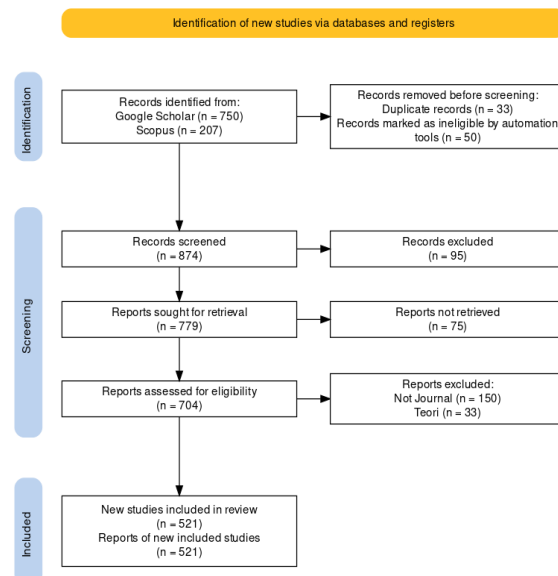 Identification of new studies via databases and registers
Identification
Records identified from:
Google Scholar (n = 750)
Scopus (n = 207)
Records removed before screening:
Duplicate records (n = 33)
Records marked as ineligible by automation
tools (n = 50)
Screening
Records screened
(n = 874)
Records excluded
(n = 95)
Reports sought for retrieval
(n = 779)
Reports not retrieved
(n = 75)
Reports assessed for eligibility
(n = 704)
Reports excluded:
Not Journal (n = 150)
Teori (n = 33)
Included
New studies included in review
(n = 521)
Reports of new included studies
(n = 521)